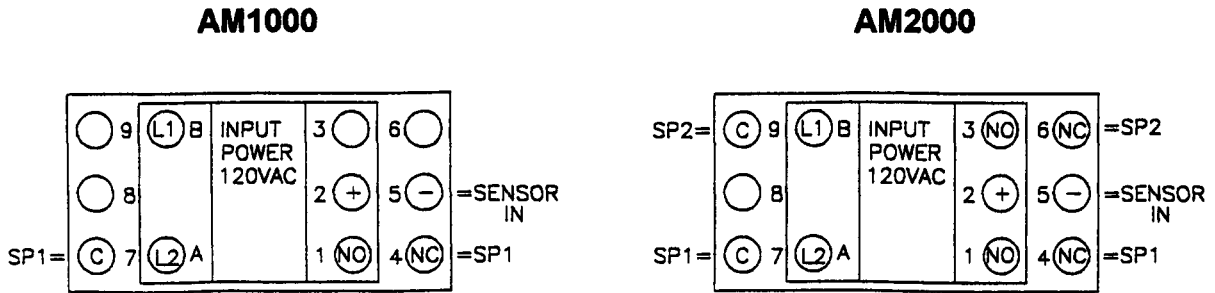 AM1000
9 L1 B INPUT POWER 120VAC 3 6
8 2 + 5 - =SENSOR IN
SP1= C 7 L2 A 1 NO 4 NC =SP1
AM2000
SP2= C 9 L1 B INPUT POWER 120VAC 3 NO 6 NC =SP2
8 2 + 5 - =SENSOR IN
SP1= C 7 L2 A 1 NO 4 NC =SP1